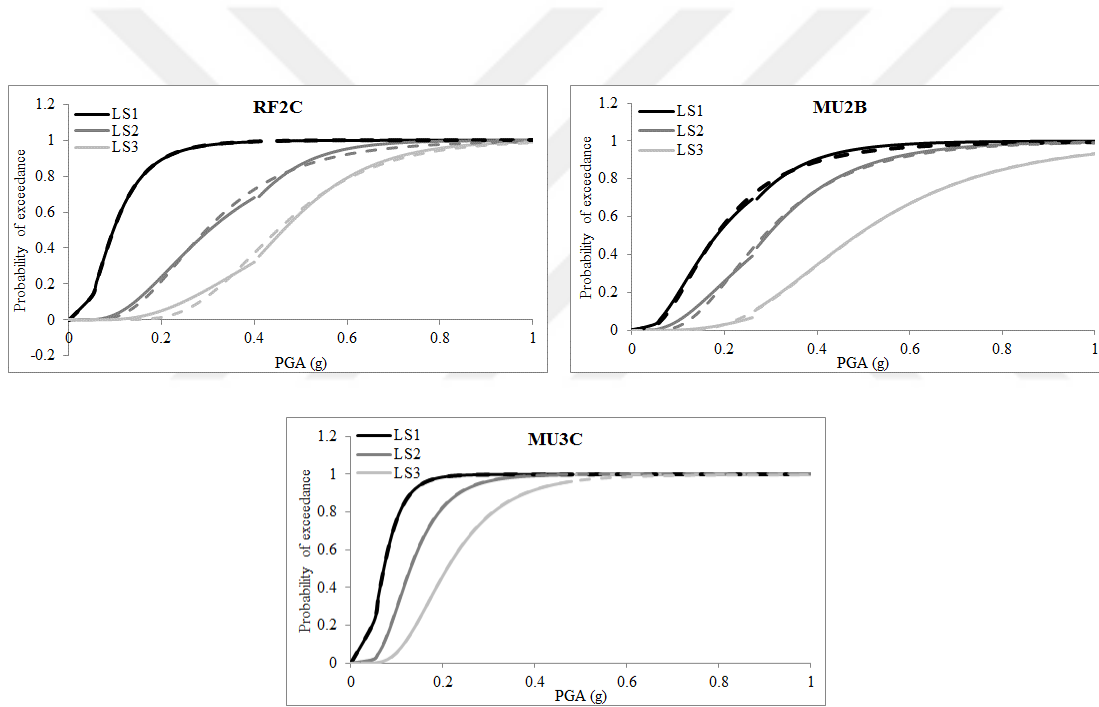 RF2C
1.2
1
0.8
0.6
0.4
0.2
0
-0.2
LS1
LS2
LS3
Probability of exceedance
0 0.2 0.4 0.6 0.8 1
PGA (g)
MU2B
1.2
1
0.8
0.6
0.4
0.2
0
LS1
LS2
LS3
Probability of exceedance
0 0.2 0.4 0.6 0.8 1
PGA (g)
MU3C
1.2
1
0.8
0.6
0.4
0.2
0
LS1
LS2
LS3
Probability of exceedance
0 0.2 0.4 0.6 0.8 1
PGA (g)